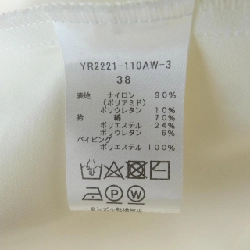 YR2221-110AW-3
38
表地 ナイロン 90%
(ポリアミド)
ポリウレタン 10%
衿 綿 70%
ポリエステル 24%
ポリウレタン 6%
パイピング
ポリエステル 100%
P W